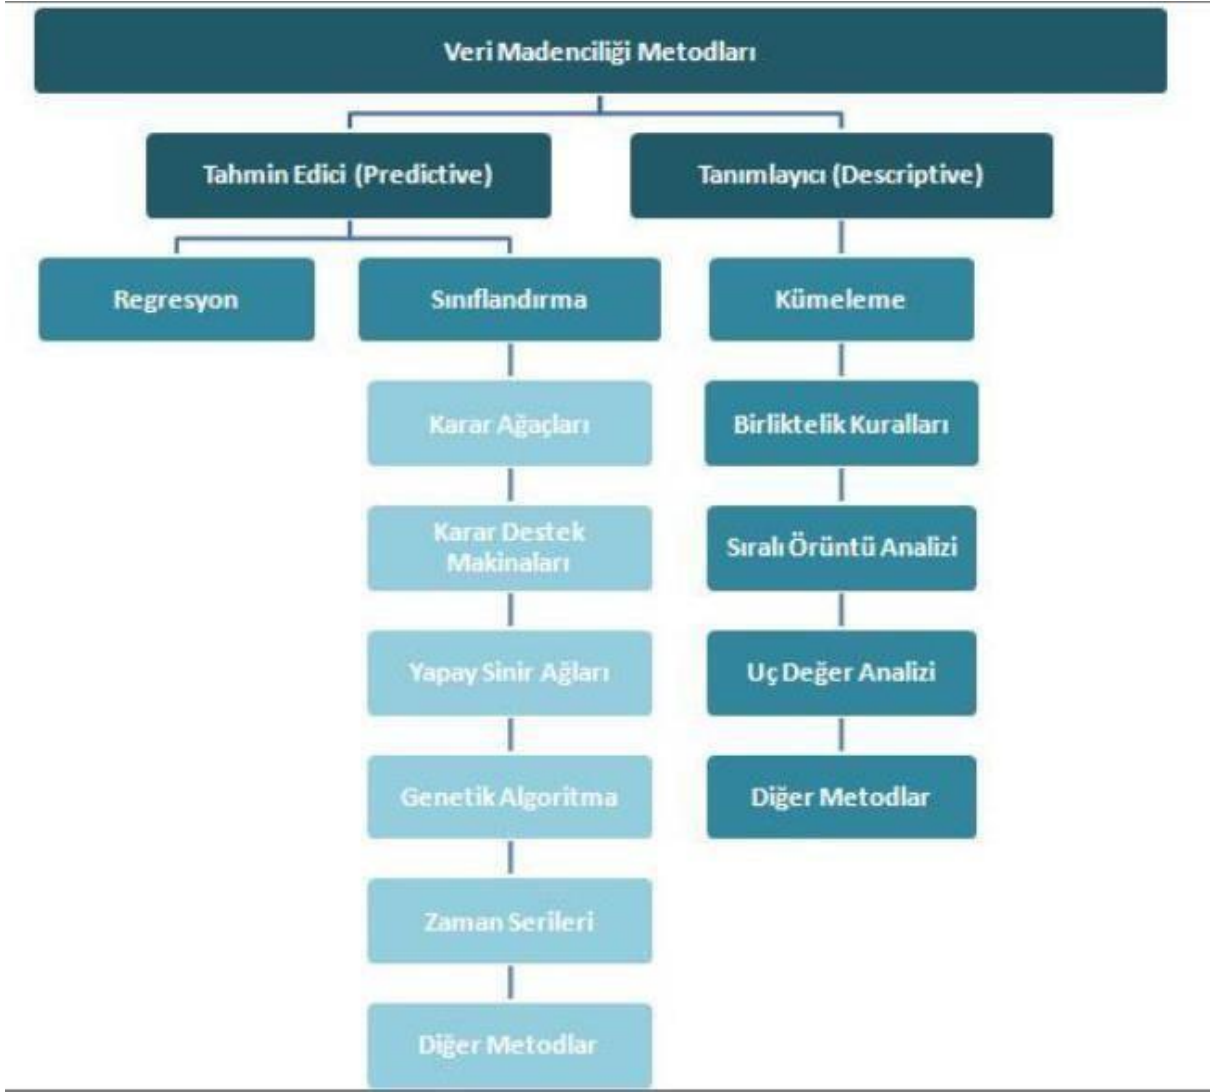 Veri Madenciliği Metodları
Tahmin Edici (Predictive)
Tanımlayıcı (Descriptive)
Regresyon
Sınıflandırma
Kümeleme
Karar Ağaçları
Birliktelik Kuralları
Karar Destek
Makinaları
Sıralı Örüntü Analizi
Yapay Sinir Ağları
Uç Değer Analizi
Genetik Algoritma
Diğer Metodlar
Zaman Serileri
Diğer Metodlar